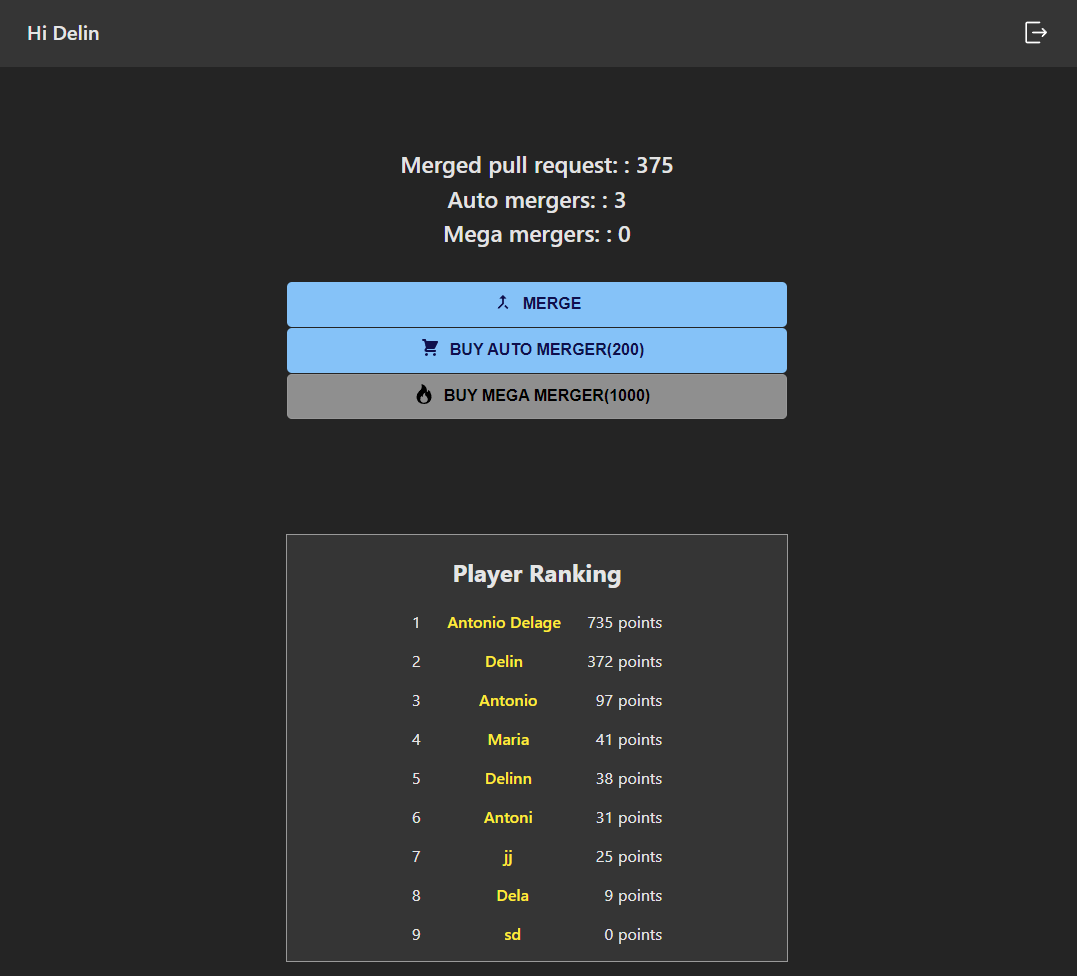 Hi Delin
Merged pull request: : 375
Auto mergers: : 3
Mega mergers: : 0
MERGE
BUY AUTO MERGER(200)
BUY MEGA MERGER(1000)
Player Ranking
1 Antonio Delage 735 points
2 Delin 372 points
3 Antonio 97 points
4 Maria 41 points
5 Delinn 38 points
6 Antoni 31 points
7 jj 25 points
8 Dela 9 points
9 sd 0 points